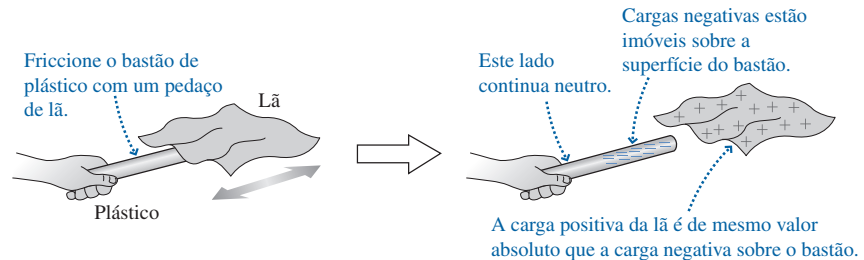 Friccione o bastão de
plástico com um pedaço
de lã.
Lã
Plástico
Este lado
continua neutro.
Cargas negativas estão
imóveis sobre a
superfície do bastão.
A carga positiva da lã é de mesmo valor
absoluto que a carga negativa sobre o bastão.